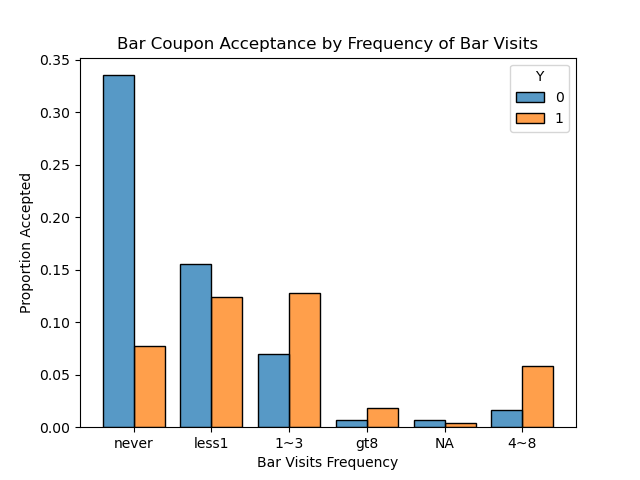 Bar Coupon Acceptance by Frequency of Bar Visits
Y
0
1
Proportion Accepted
0.35
0.30
0.25
0.20
0.15
0.10
0.05
0.00
never less1 1~3 gt8 NA 4~8
Bar Visits Frequency